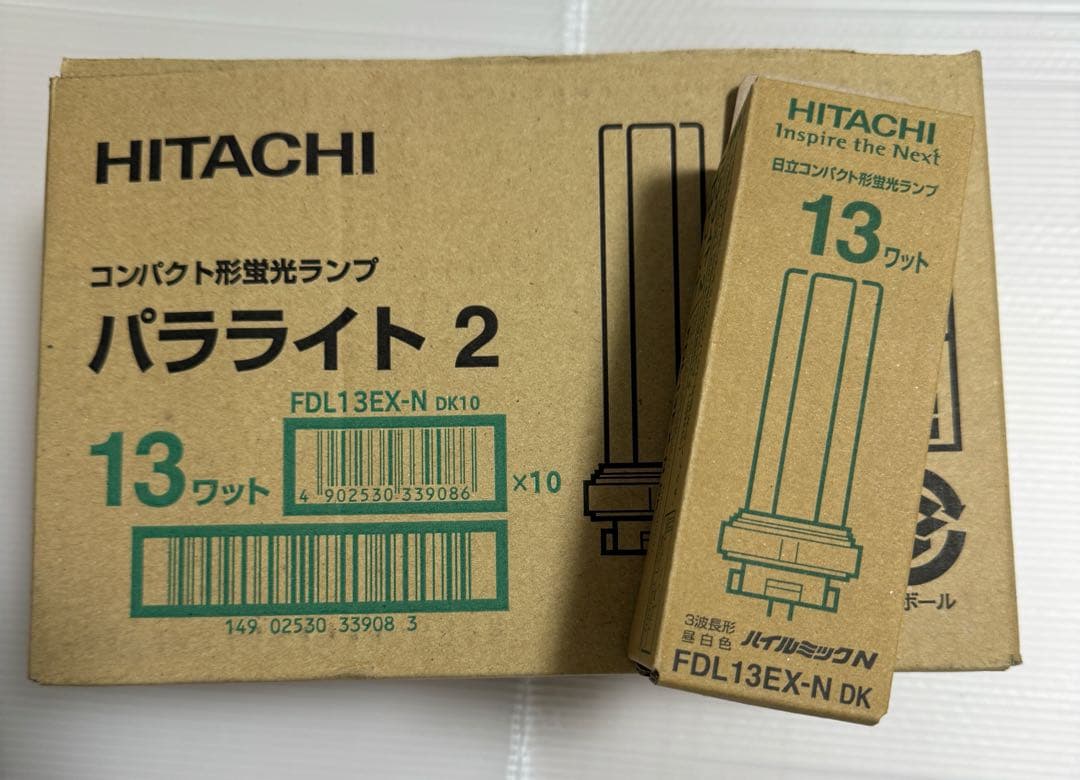 HITACHI
コンパクト形蛍光ランプ
パラライト 2
FDL13EX-N DK10
13ワット
4 902530 339086
×10
149 02530 33908 3
ボール
HITACHI
Inspire the Next
日立コンパクト形蛍光ランプ
13ワット
3波長形
昼白色
ハイルミックN
FDL13EX-N DK